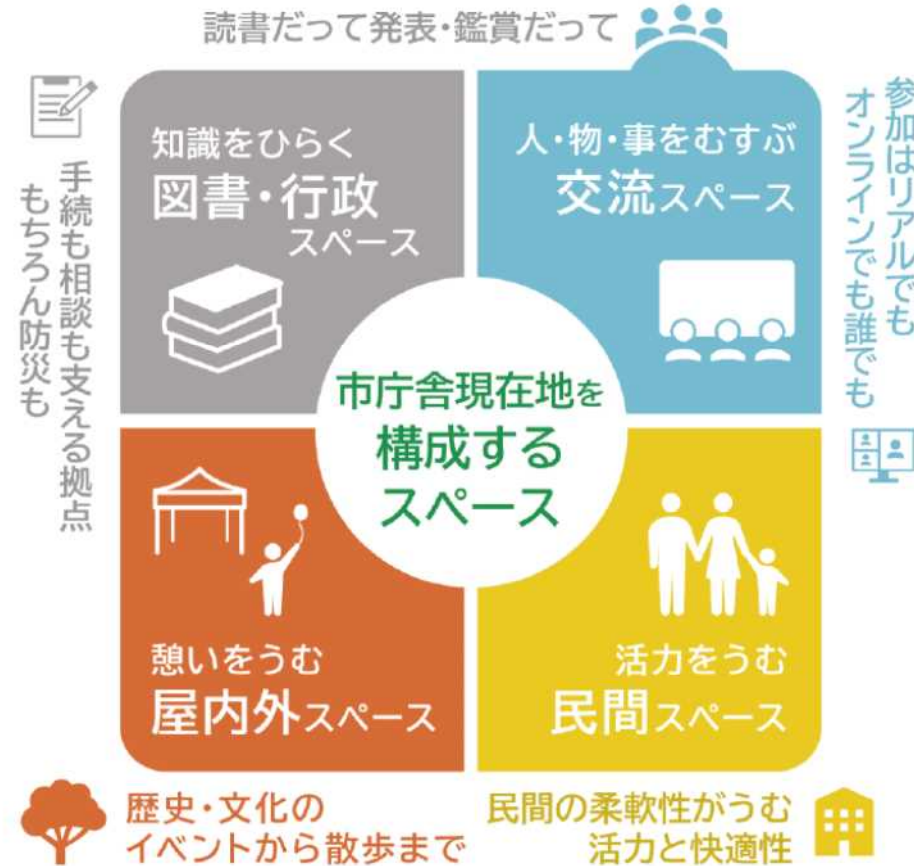 読書だって発表・鑑賞だって
手続も相談も支える拠点
もちろん防災も
知識をひらく
図書・行政
スペース
人・物・事をむすぶ
交流スペース
参加はリアルでも
オンラインでも誰でも
市庁舎現在地を
構成する
スペース
憩いをうむ
屋内外スペース
活力をうむ
民間スペース
歴史・文化の
イベントから散歩まで
民間の柔軟性がうむ
活力と快適性